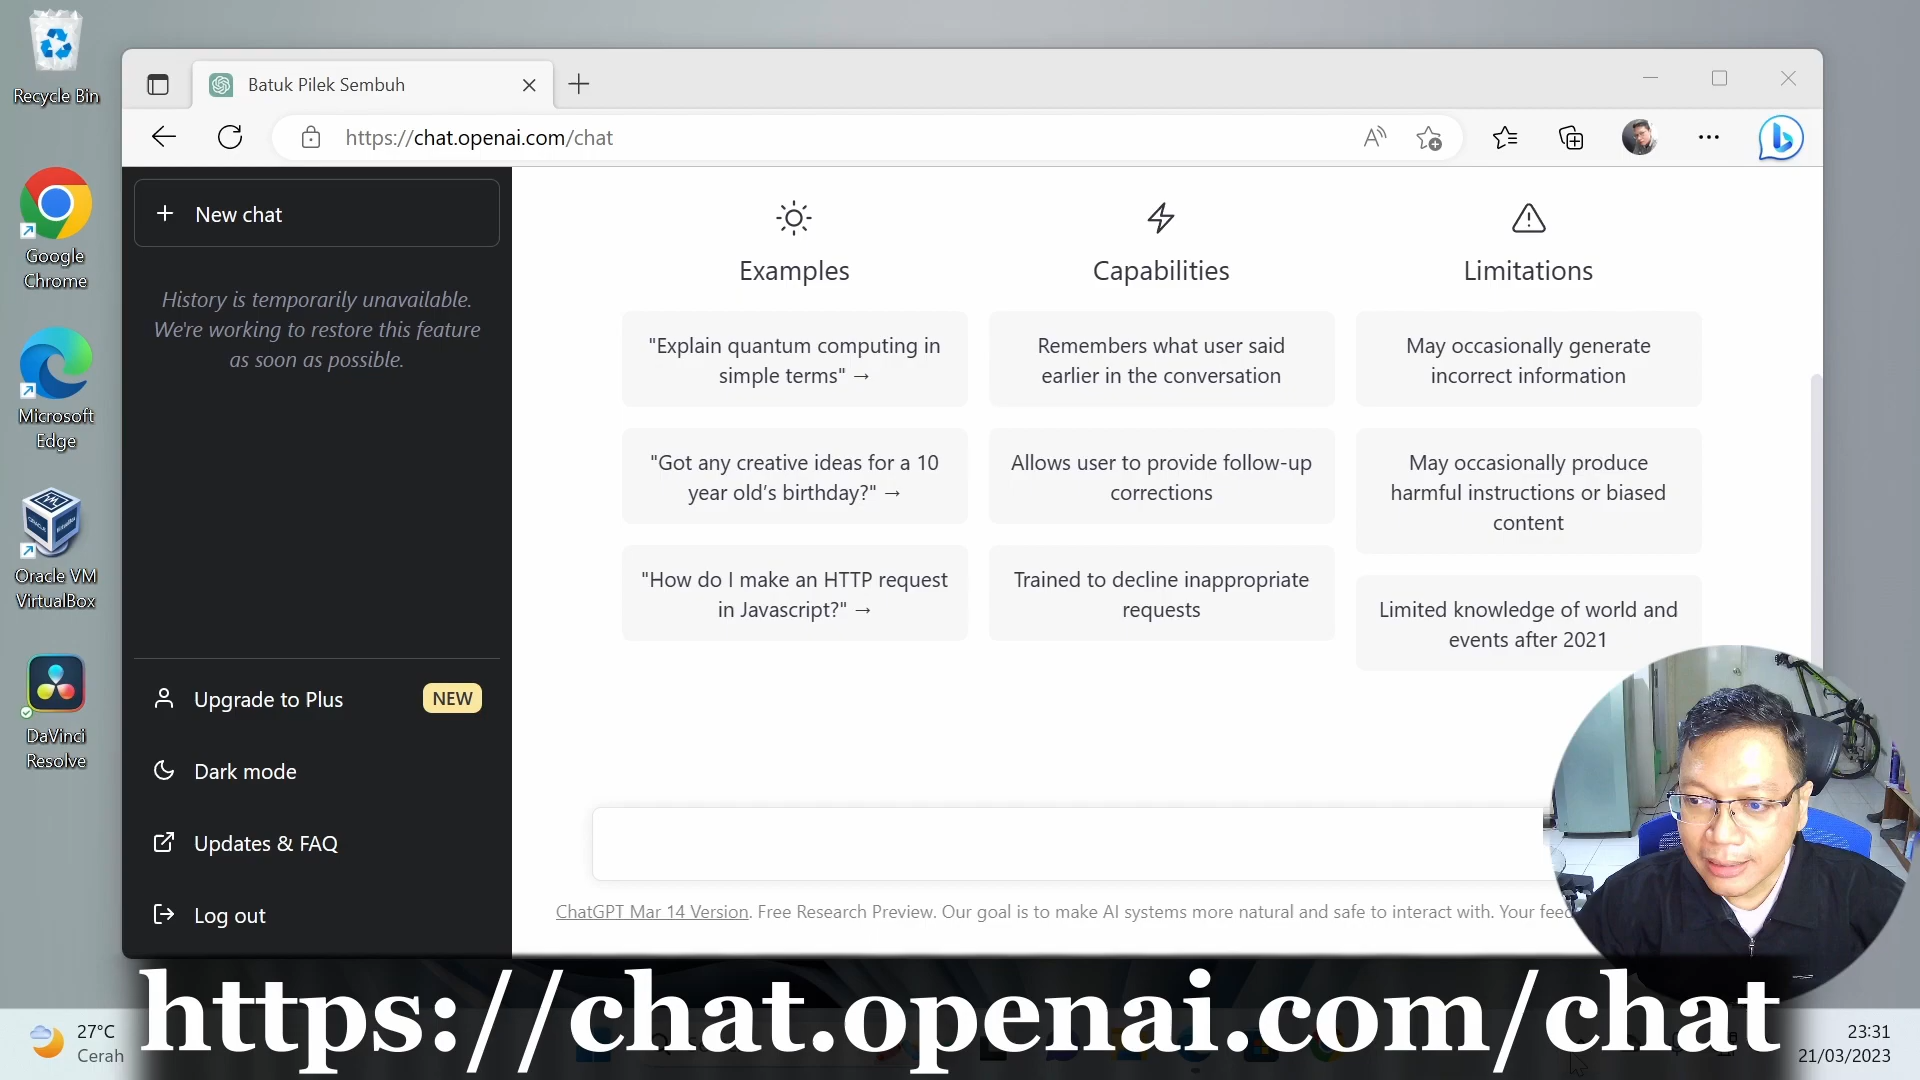 Recycle Bin
Google
Chrome
Microsoft
Edge
Oracle VM
VirtualBox
DaVinci
Resolve
Batuk Pilek Sembuh
https://chat.openai.com/chat
New chat
History is temporarily unavailable.
We're working to restore this feature
as soon as possible.
Upgrade to Plus
NEW
Dark mode
Updates & FAQ
Log out
Examples
"Explain quantum computing in
simple terms" →
"Got any creative ideas for a 10
year old’s birthday?" →
"How do I make an HTTP request
in Javascript?" →
Capabilities
Remembers what user said
earlier in the conversation
Allows user to provide follow-up
corrections
Trained to decline inappropriate
requests
Limitations
May occasionally generate
incorrect information
May occasionally produce
harmful instructions or biased
content
Limited knowledge of world and
events after 2021
ChatGPT Mar 14 Version. Free Research Preview. Our goal is to make AI systems more natural and safe to interact with. Your
https://chat.openai.com/chat
27°C
Cerah
23:31
21/03/2023